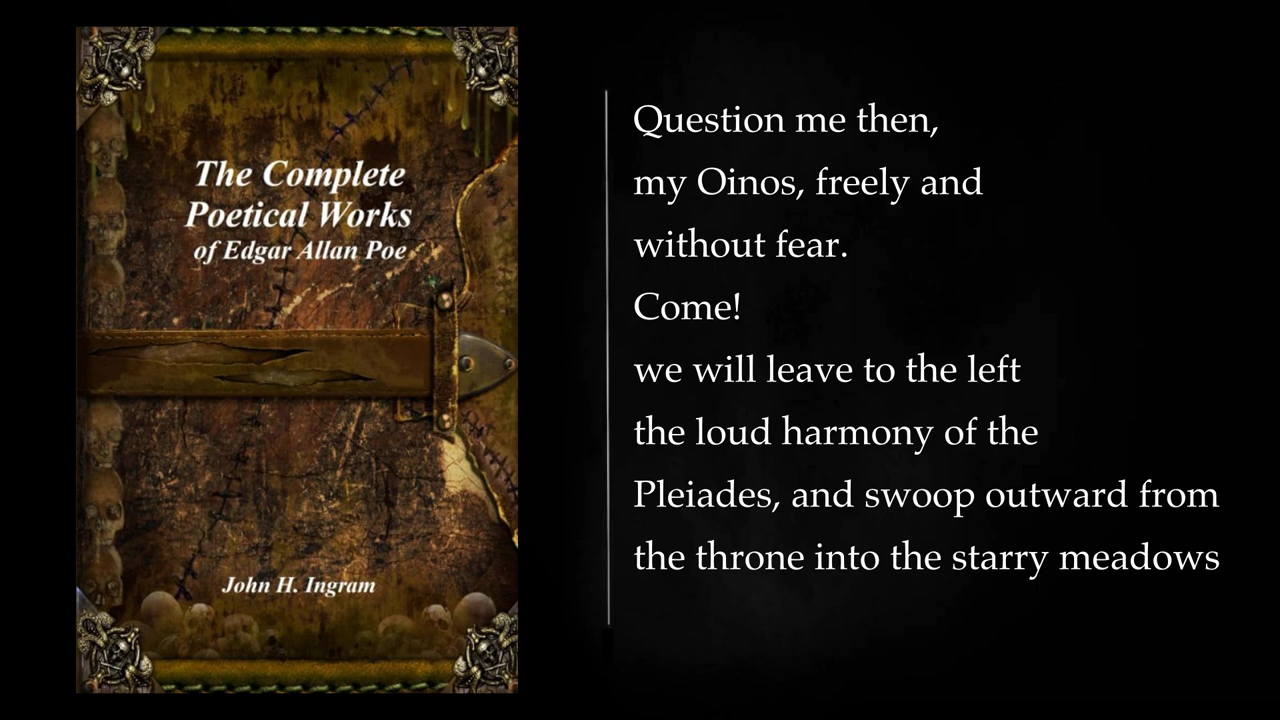 The Complete
Poetical Works
of Edgar Allan Poe
John H. Ingram
Question me then,
my Oinos, freely and
without fear.
Come!
we will leave to the left
the loud harmony of the
Pleiades, and swoop outward from
the throne into the starry meadows